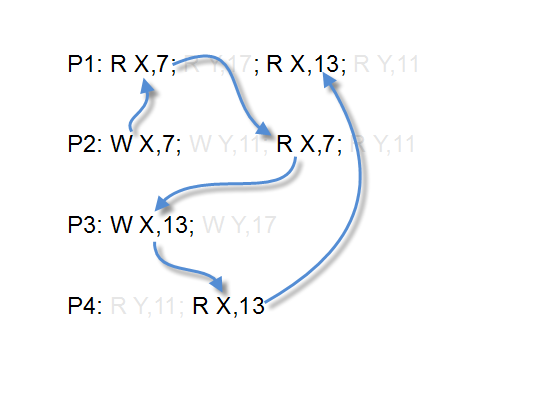 P1: R X,7; R Y,17; R X,13; R Y,11
P2: W X,7; W Y,11; R X,7; R Y,11
P3: W X,13; W Y,17
P4: R Y,11; R X,13